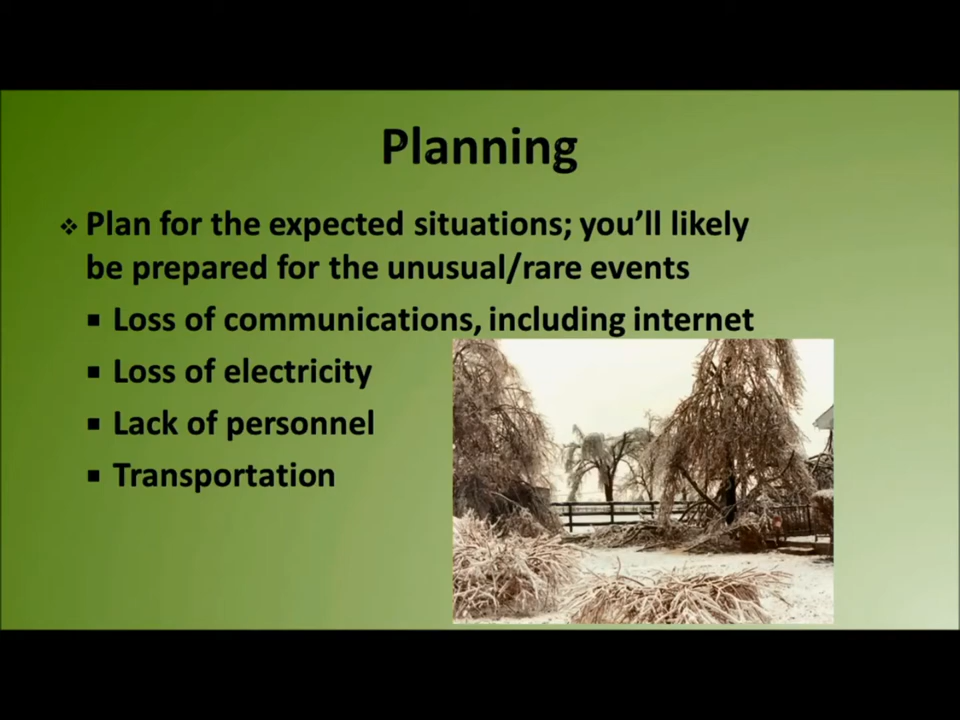 Planning
❖ Plan for the expected situations; you'll likely
be prepared for the unusual/rare events
▪ Loss of communications, including internet
▪ Loss of electricity
▪ Lack of personnel
▪ Transportation